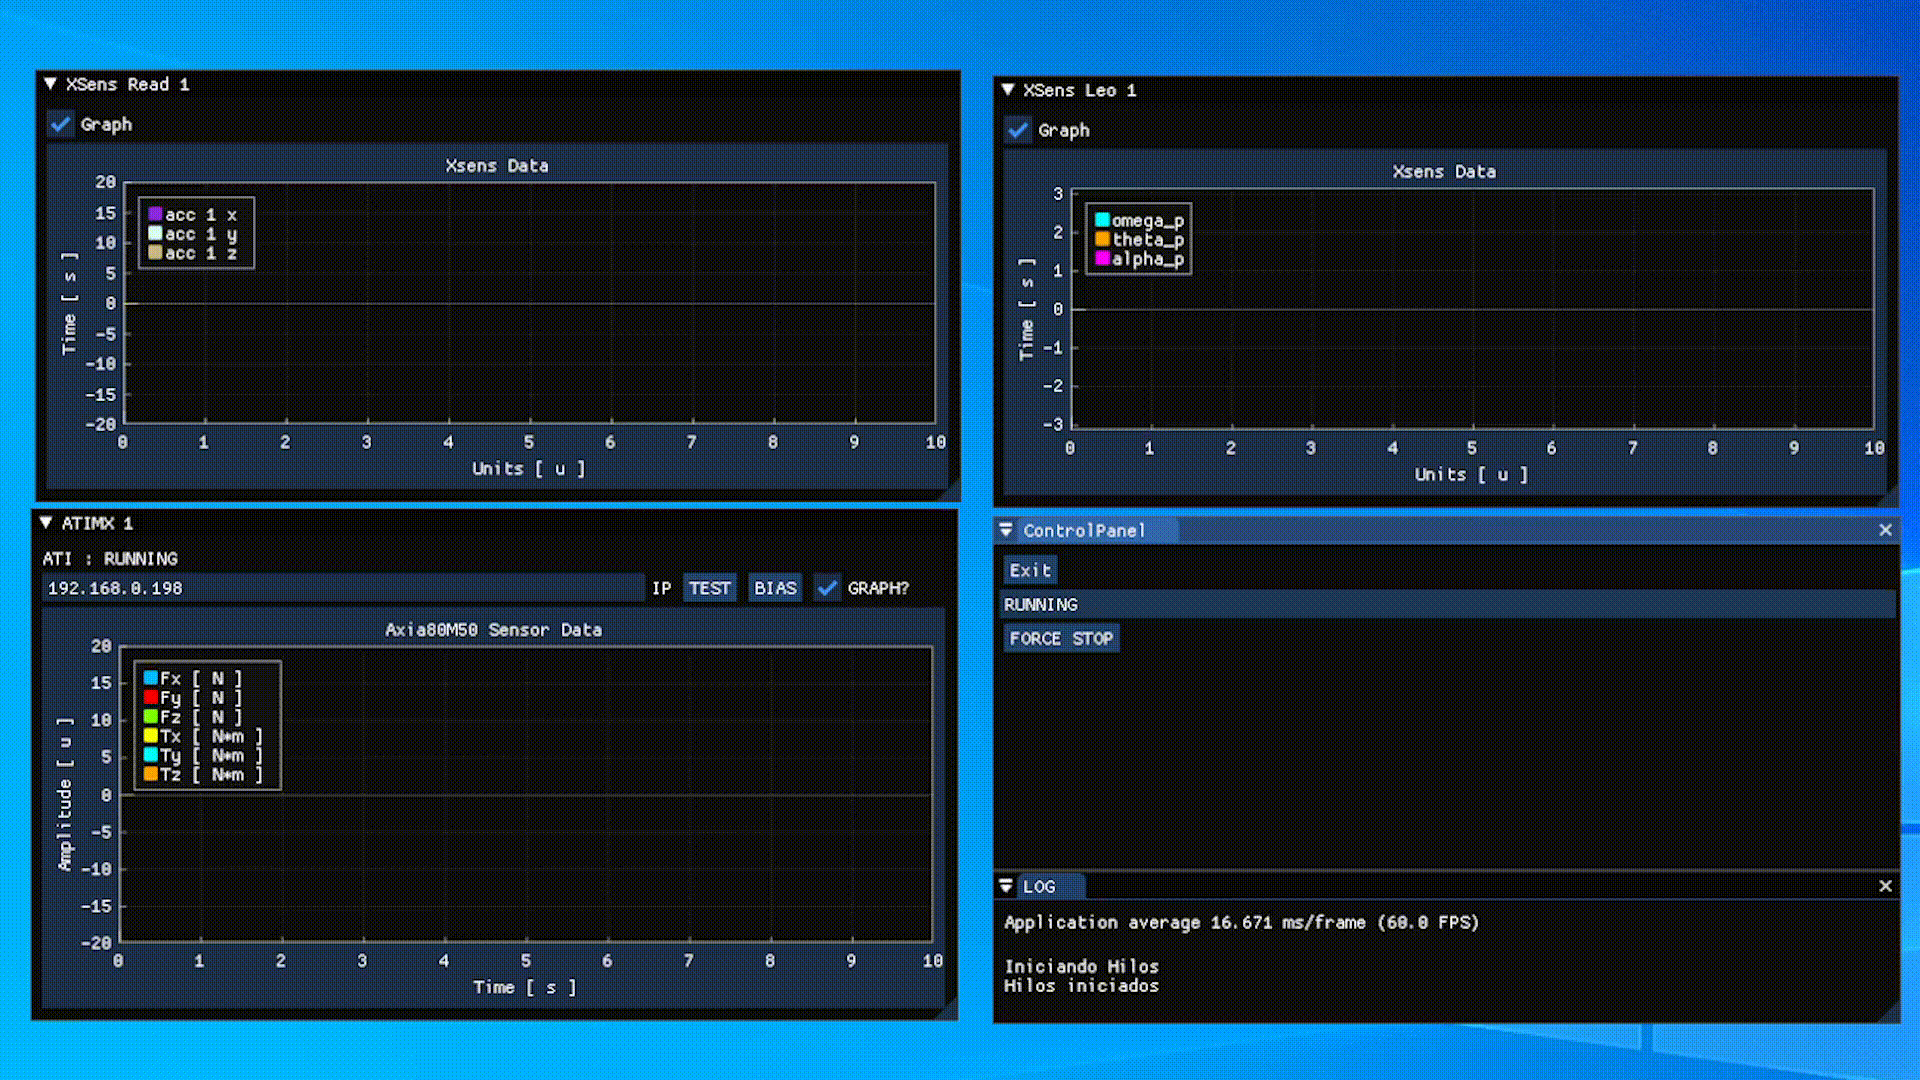 XSens Read 1
Graph
Xsens Data
20
15
10
5
0
-5
-10
-15
-20
Time [ s ]
acc 1 x
acc 1 y
acc 1 z
0 1 2 3 4 5 6 7 8 9 10
Units [ u ]
XSens Leo 1
Graph
Xsens Data
3
2
1
0
-1
-2
-3
Time [ s ]
omega_p
theta_p
alpha_p
0 1 2 3 4 5 6 7 8 9 10
Units [ u ]
ATIMX 1
ATI : RUNNING
192.168.0.198 IP TEST BIAS GRAPH?
Axia80M50 Sensor Data
20
15
10
5
0
-5
-10
-15
-20
Amplitude [ u ]
Fx [ N ]
Fy [ N ]
Fz [ N ]
Tx [ N*m ]
Ty [ N*m ]
Tz [ N*m ]
0 1 2 3 4 5 6 7 8 9 10
Time [ s ]
ControlPanel
Exit
RUNNING
FORCE STOP
LOG
Application average 16.671 ms/frame (60.0 FPS)
Iniciando Hilos
Hilos iniciados